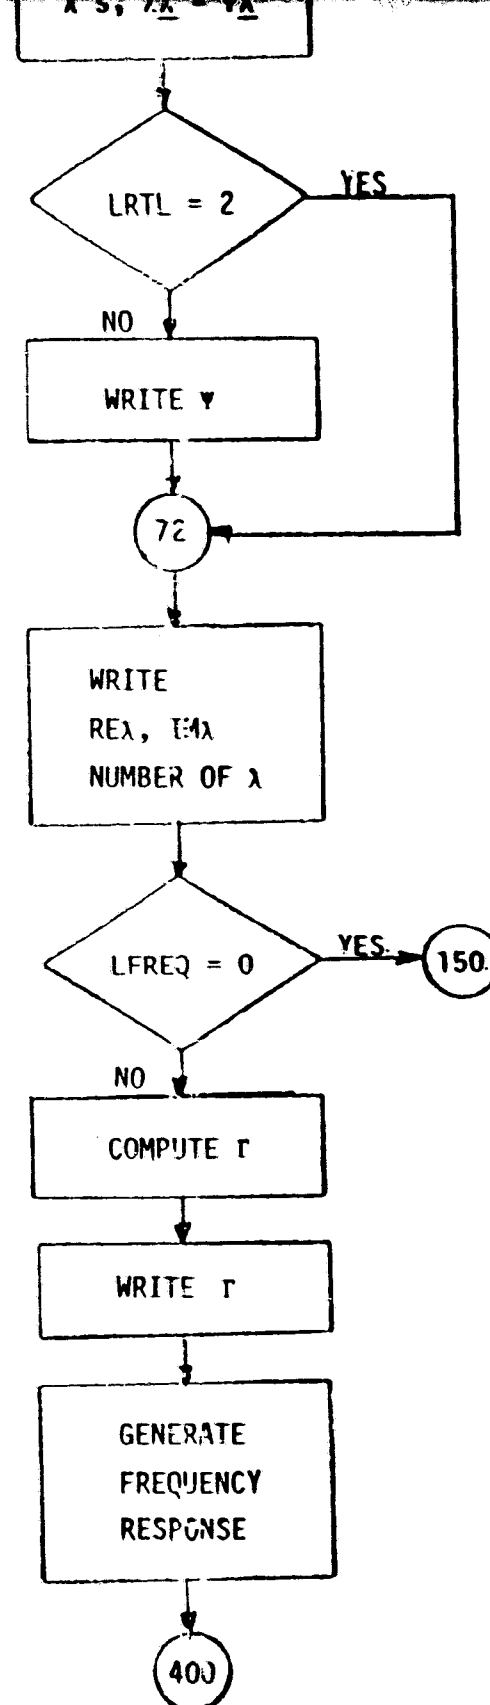 LRTL = 2
YES
NO
WRITE Ψ
72
WRITE
REλ, IMλ
NUMBER OF λ
LFREQ = 0
YES
150
NO
COMPUTE Γ
WRITE Γ
GENERATE
FREQUENCY
RESPONSE
400